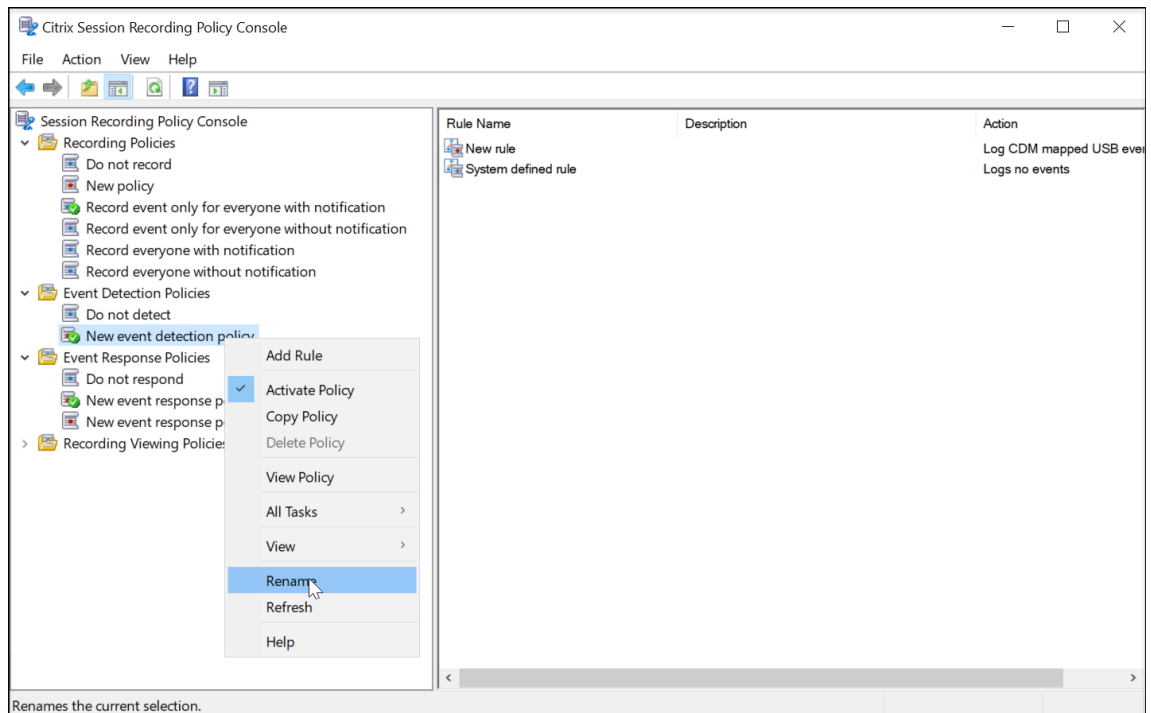 Citrix Session Recording Policy Console
File Action View Help
Session Recording Policy Console
Recording Policies
Do not record
New policy
Record event only for everyone with notification
Record event only for everyone without notification
Record everyone with notification
Record everyone without notification
Event Detection Policies
Do not detect
New event detection policy
Event Response Policies
Do not respond
New event response p
New event response p
Recording Viewing Policies
Add Rule
Activate Policy
Copy Policy
Delete Policy
View Policy
All Tasks
View
Rename
Refresh
Help
Rule Name Description Action
New rule Log CDM mapped USB ever
System defined rule Logs no events
Renames the current selection.